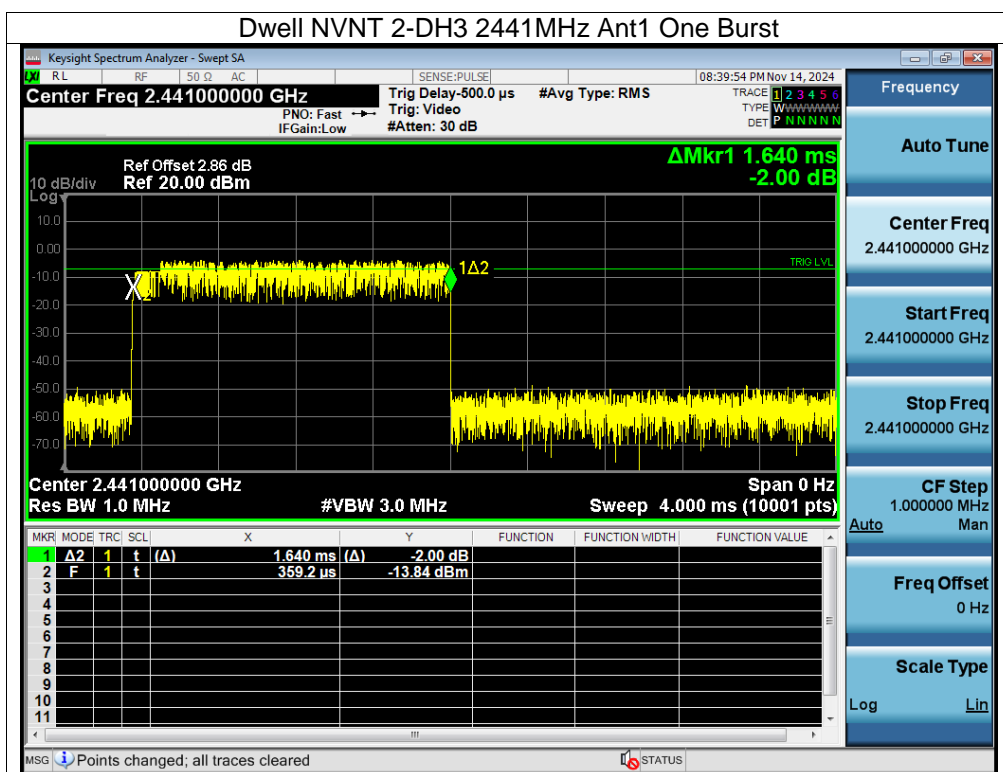 Dwell NVNT 2-DH3 2441MHz Ant1 One Burst
Keysight Spectrum Analyzer - Swept SA
LXI RL RF 50 Ω AC SENSE:PULSE 08:39:54 PM Nov 14, 2024
Center Freq 2.441000000 GHz Trig Delay-500.0 µs #Avg Type: RMS TRACE 1 2 3 4 5 6
PNO: Fast Trig: Video TYPE WWWWWWW
IFGain:Low #Atten: 30 dB DET P N N N N N
Frequency
Auto Tune
ΔMkr1 1.640 ms
-2.00 dB
Ref Offset 2.86 dB
10 dB/div Ref 20.00 dBm
Log
10.0
0.00
-10.0
-20.0
-30.0
-40.0
-50.0
-60.0
-70.0
TRIG LVL
1Δ2
X2
Center 2.441000000 GHz Span 0 Hz
Res BW 1.0 MHz #VBW 3.0 MHz Sweep 4.000 ms (10001 pts)
Center Freq
2.441000000 GHz
Start Freq
2.441000000 GHz
Stop Freq
2.441000000 GHz
CF Step
1.000000 MHz
Auto Man
Freq Offset
0 Hz
Scale Type
Log Lin
MKR MODE TRC SCL X Y FUNCTION FUNCTION WIDTH FUNCTION VALUE
1 Δ2 1 t (Δ) 1.640 ms (Δ) -2.00 dB
2 F 1 t 359.2 µs -13.84 dBm
3
4
5
6
7
8
9
10
11
MSG Points changed; all traces cleared STATUS